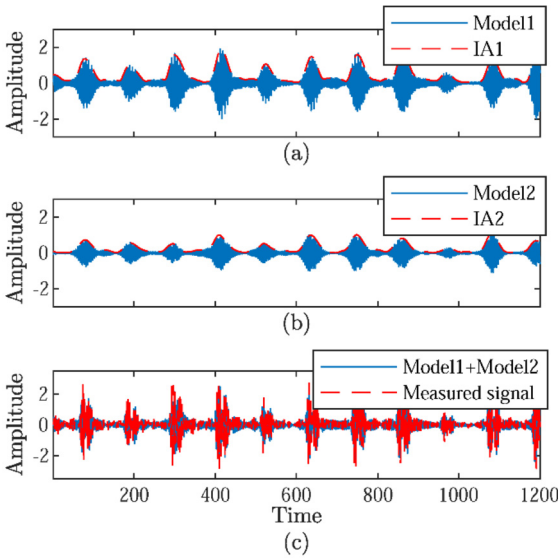 Model1
IA1
Amplitude
2
0
-2
(a)
Model2
IA2
Amplitude
2
0
-2
(b)
Model1+Model2
Measured signal
Amplitude
2
0
-2
200 400 600 800 1000 1200
Time
(c)